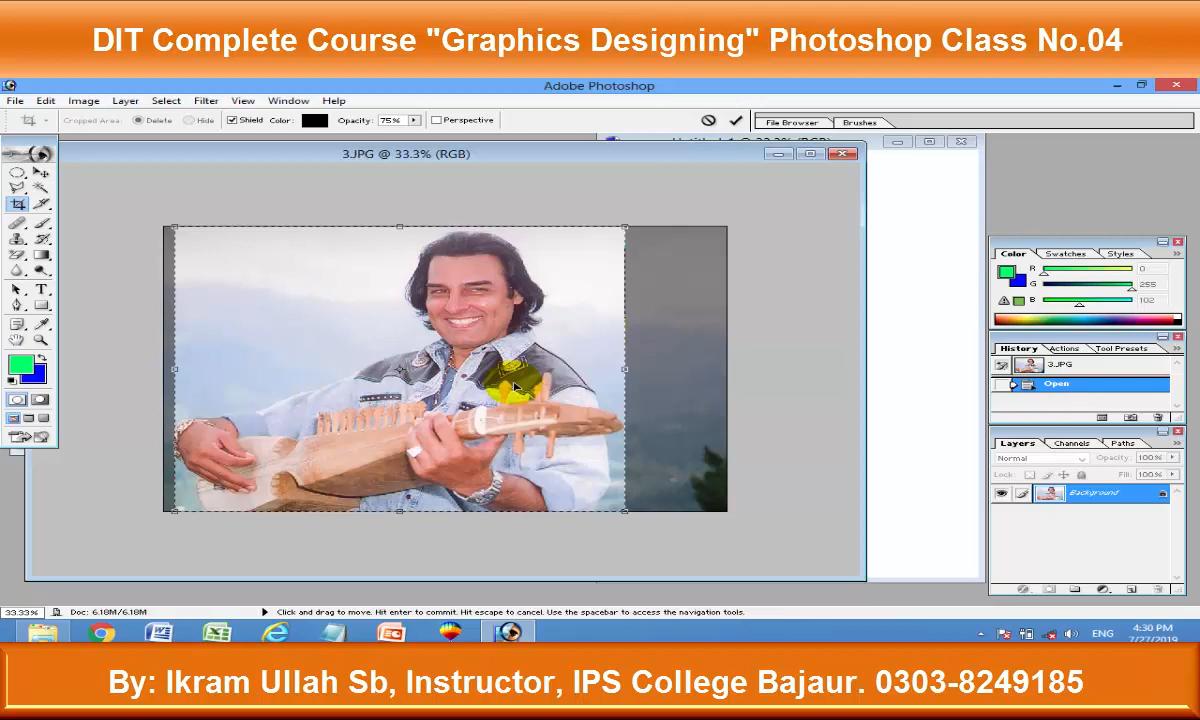 DIT Complete Course "Graphics Designing" Photoshop Class No.04
Adobe Photoshop
File Edit Image Layer Select Filter View Window Help
Cropped Area: Delete Hide Shield Color: Opacity: 75% Perspective File Browser Brushes
3.JPG @ 33.3% (RGB)
Color Swatches Styles
R 0
G 255
B 102
History Actions Tool Presets
3.JPG
Open
Layers Channels Paths
Normal Opacity: 100%
Lock: Fill: 100%
Background
33.33% Doc: 6.18M/6.18M Click and drag to move. Hit enter to commit. Hit escape to cancel. Use the spacebar to access the navigation tools.
ENG 4:30 PM
7/27/2019
By: Ikram Ullah Sb, Instructor, IPS College Bajaur. 0303-8249185